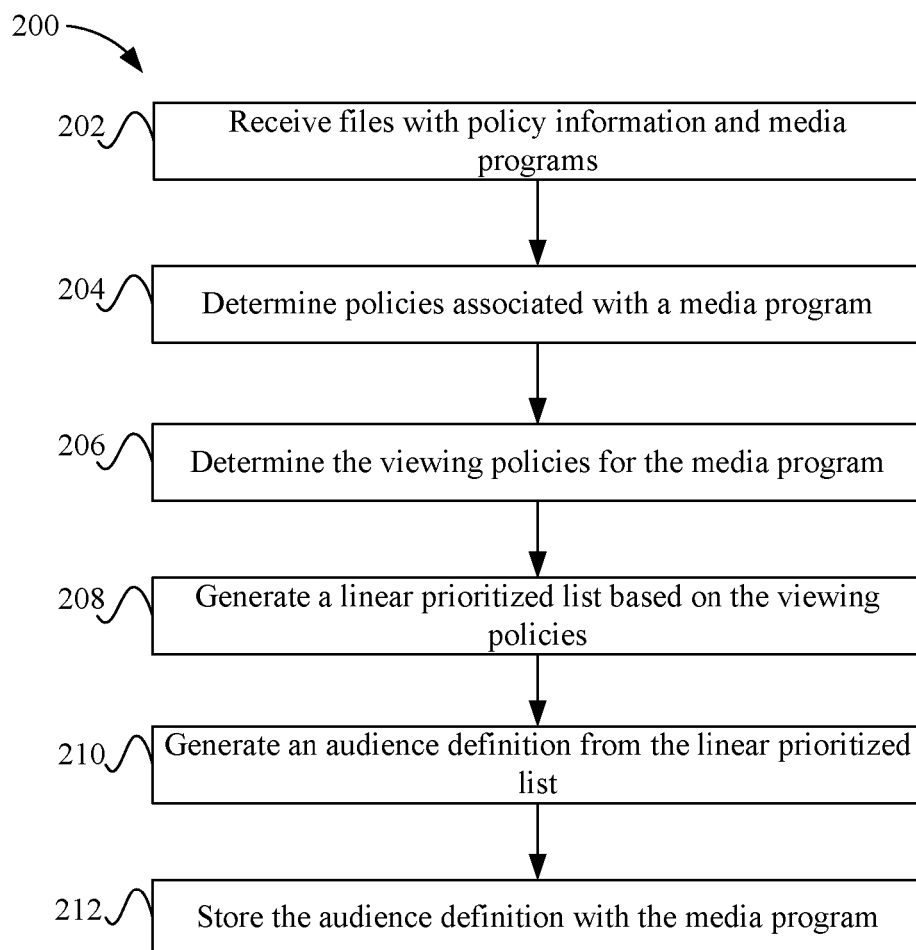 200
202
Receive files with policy information and media
programs
204
Determine policies associated with a media program
206
Determine the viewing policies for the media program
208
Generate a linear prioritized list based on the viewing
policies
210
Generate an audience definition from the linear prioritized
list
212
Store the audience definition with the media program